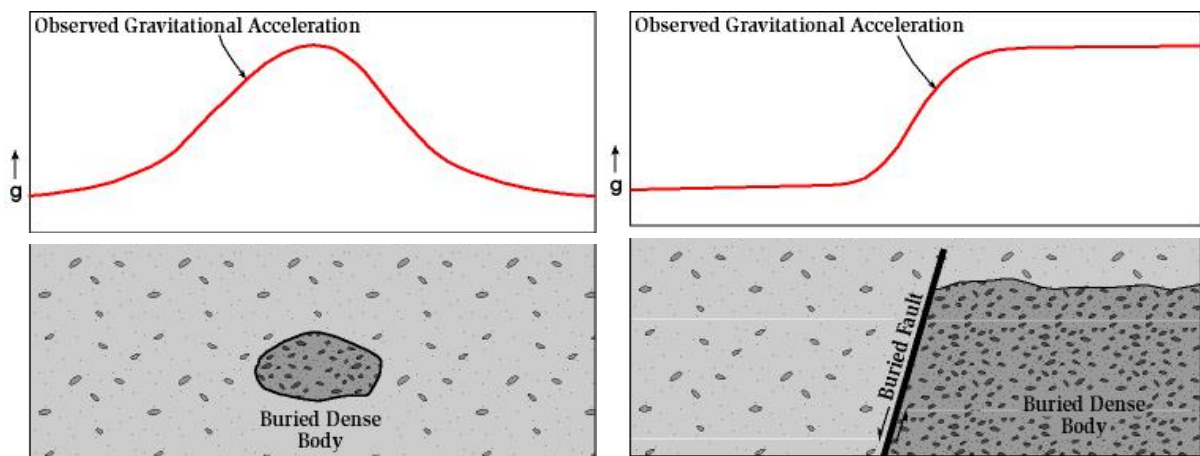 Observed Gravitational Acceleration
g
Buried Dense
Body
Observed Gravitational Acceleration
g
Buried Fault
Buried Dense
Body